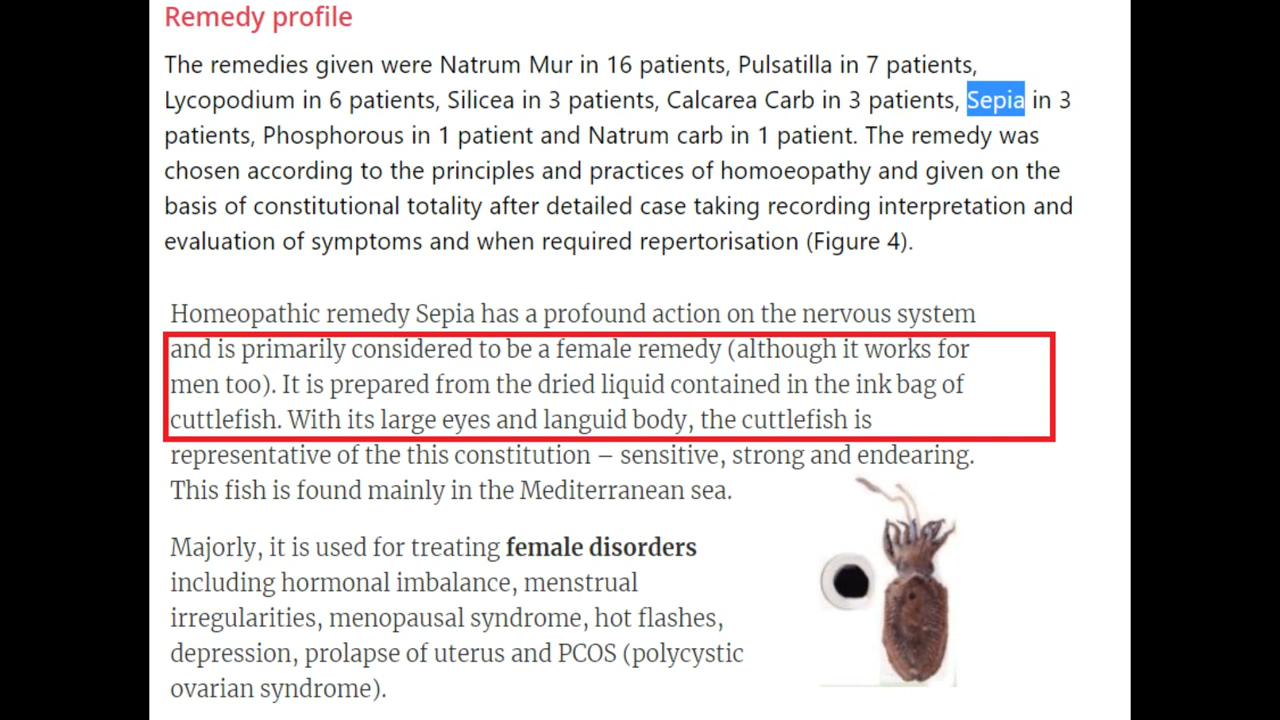 Remedy profile
The remedies given were Natrum Mur in 16 patients, Pulsatilla in 7 patients,
Lycopodium in 6 patients, Silicea in 3 patients, Calcarea Carb in 3 patients, Sepia in 3
patients, Phosphorous in 1 patient and Natrum carb in 1 patient. The remedy was
chosen according to the principles and practices of homoeopathy and given on the
basis of constitutional totality after detailed case taking recording interpretation and
evaluation of symptoms and when required repertorisation (Figure 4).
Homeopathic remedy Sepia has a profound action on the nervous system
and is primarily considered to be a female remedy (although it works for
men too). It is prepared from the dried liquid contained in the ink bag of
cuttlefish. With its large eyes and languid body, the cuttlefish is
representative of the this constitution – sensitive, strong and endearing.
This fish is found mainly in the Mediterranean sea.
Majorly, it is used for treating female disorders
including hormonal imbalance, menstrual
irregularities, menopausal syndrome, hot flashes,
depression, prolapse of uterus and PCOS (polycystic
ovarian syndrome).